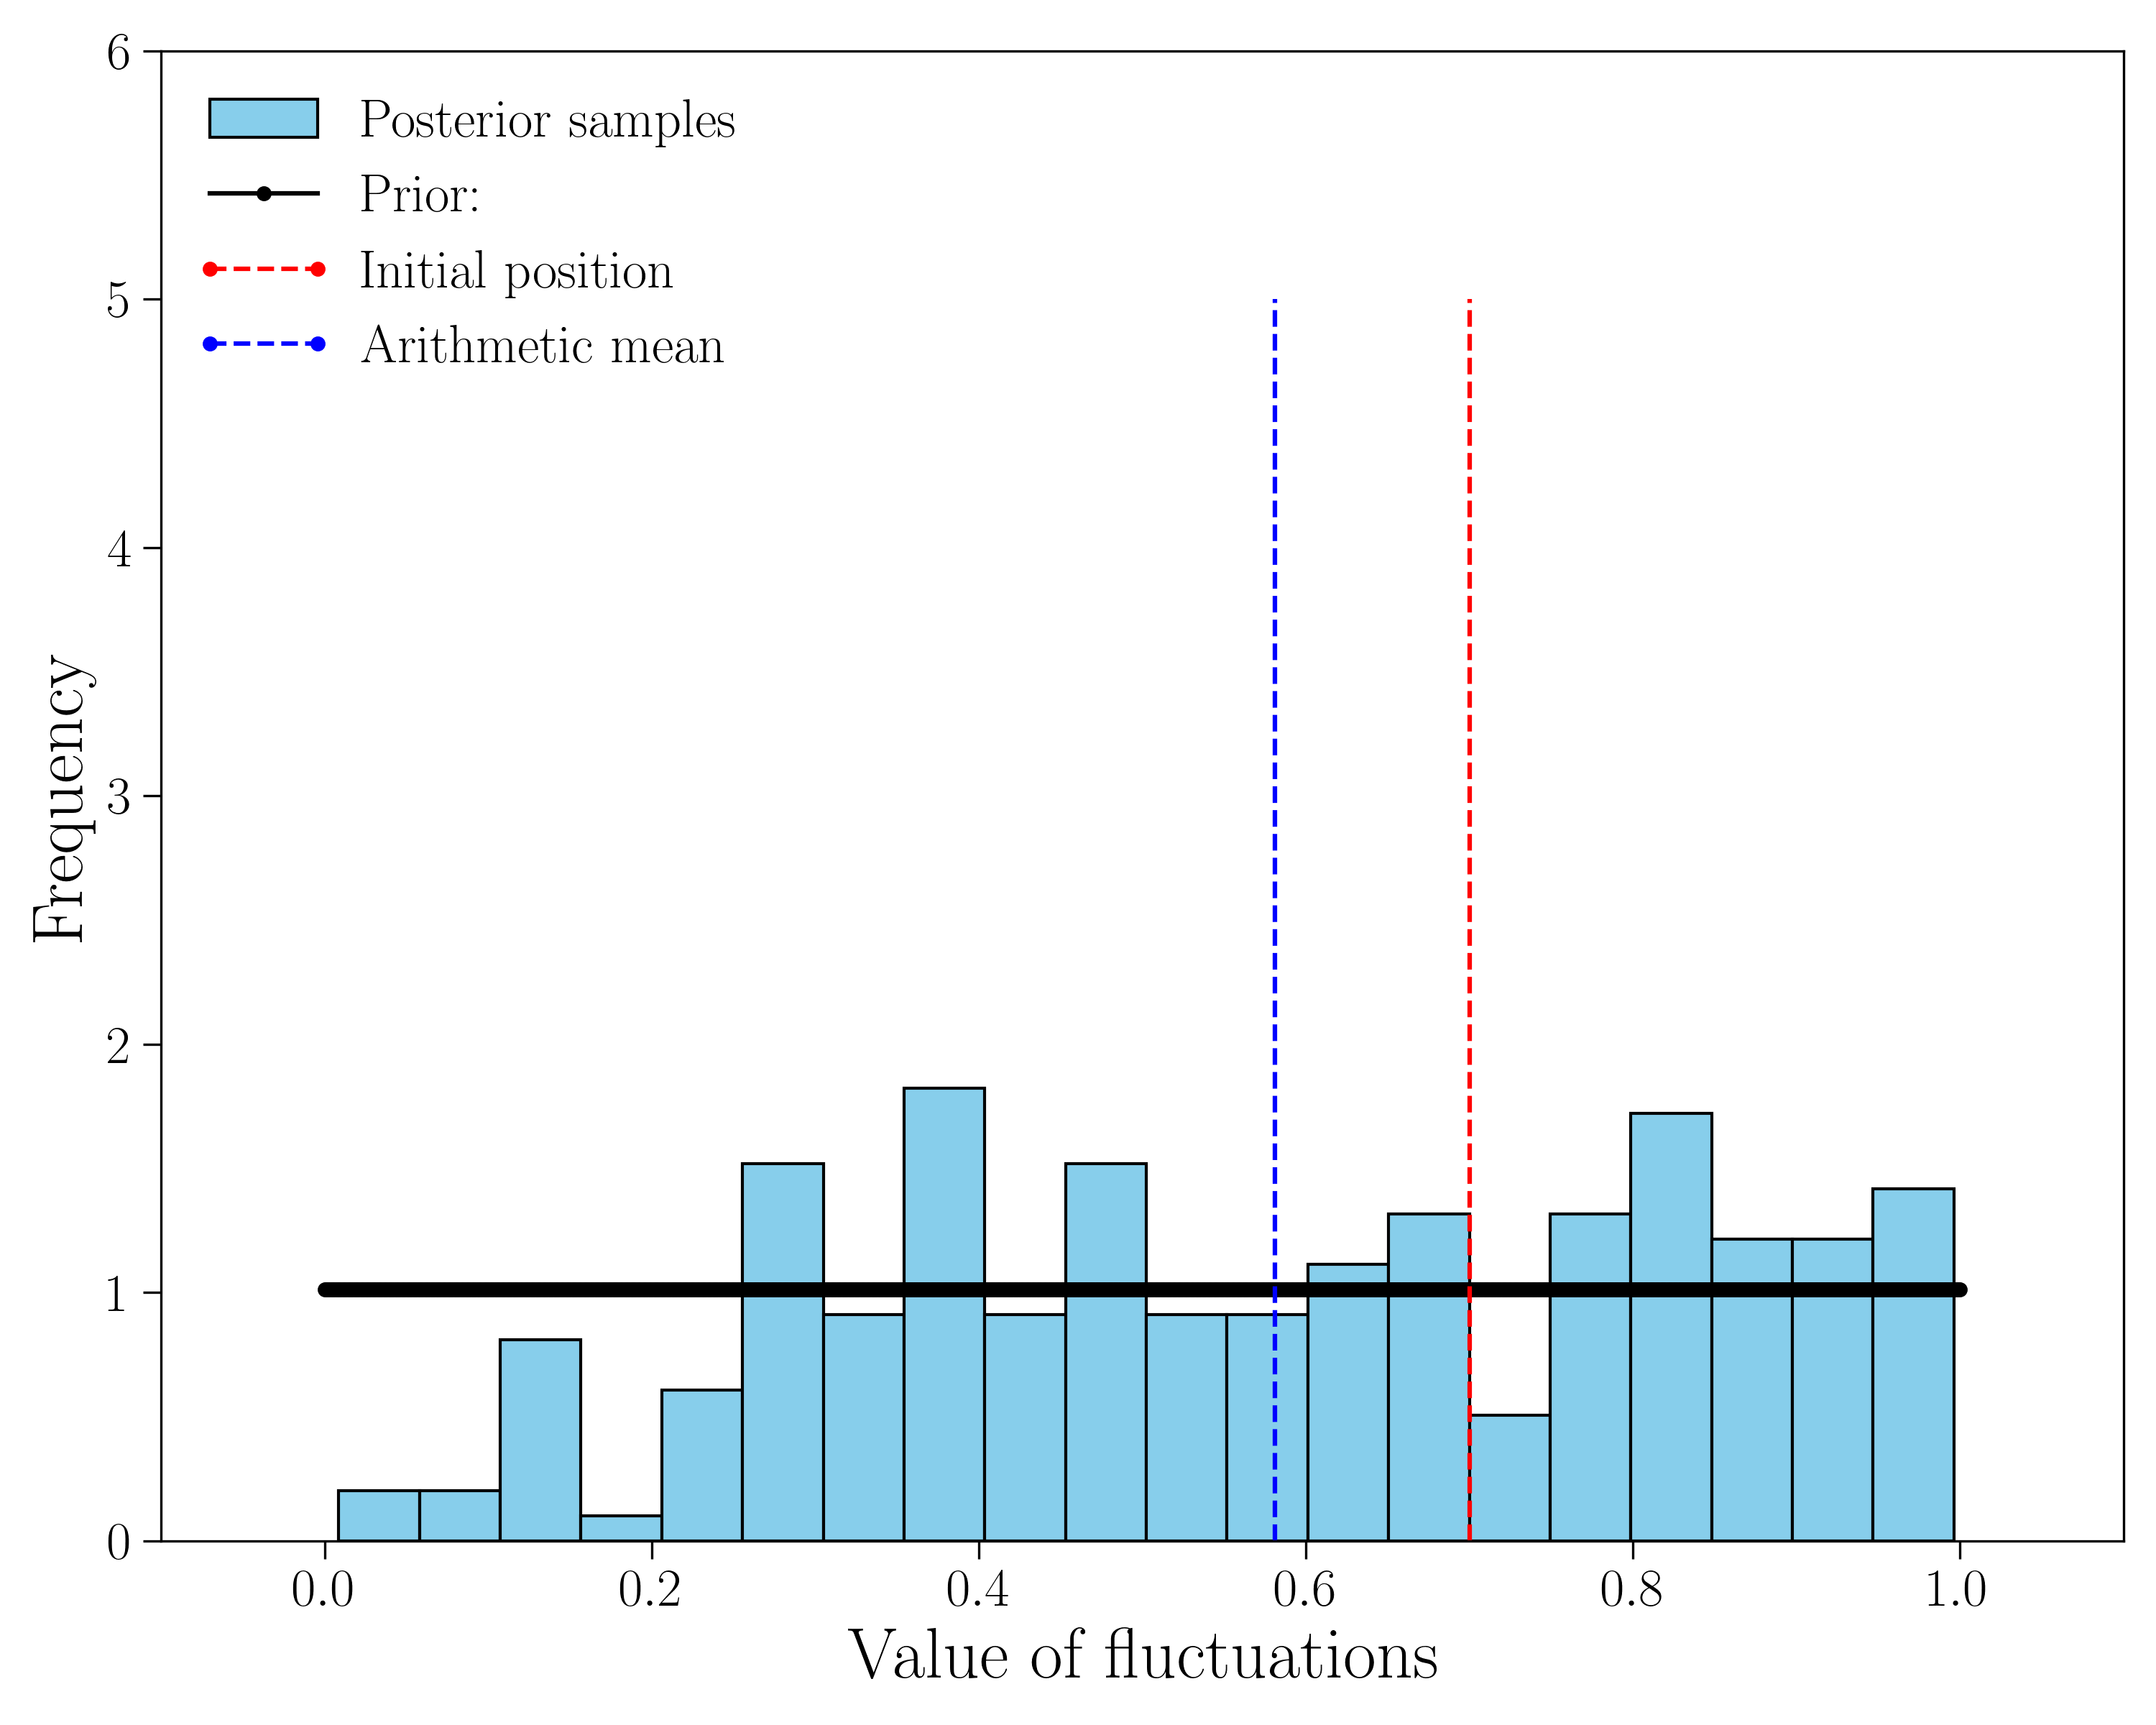 6
5
4
3
2
1
0
Frequency
Posterior samples
Prior:
Initial position
Arithmetic mean
0.0 0.2 0.4 0.6 0.8 1.0
Value of fluctuations